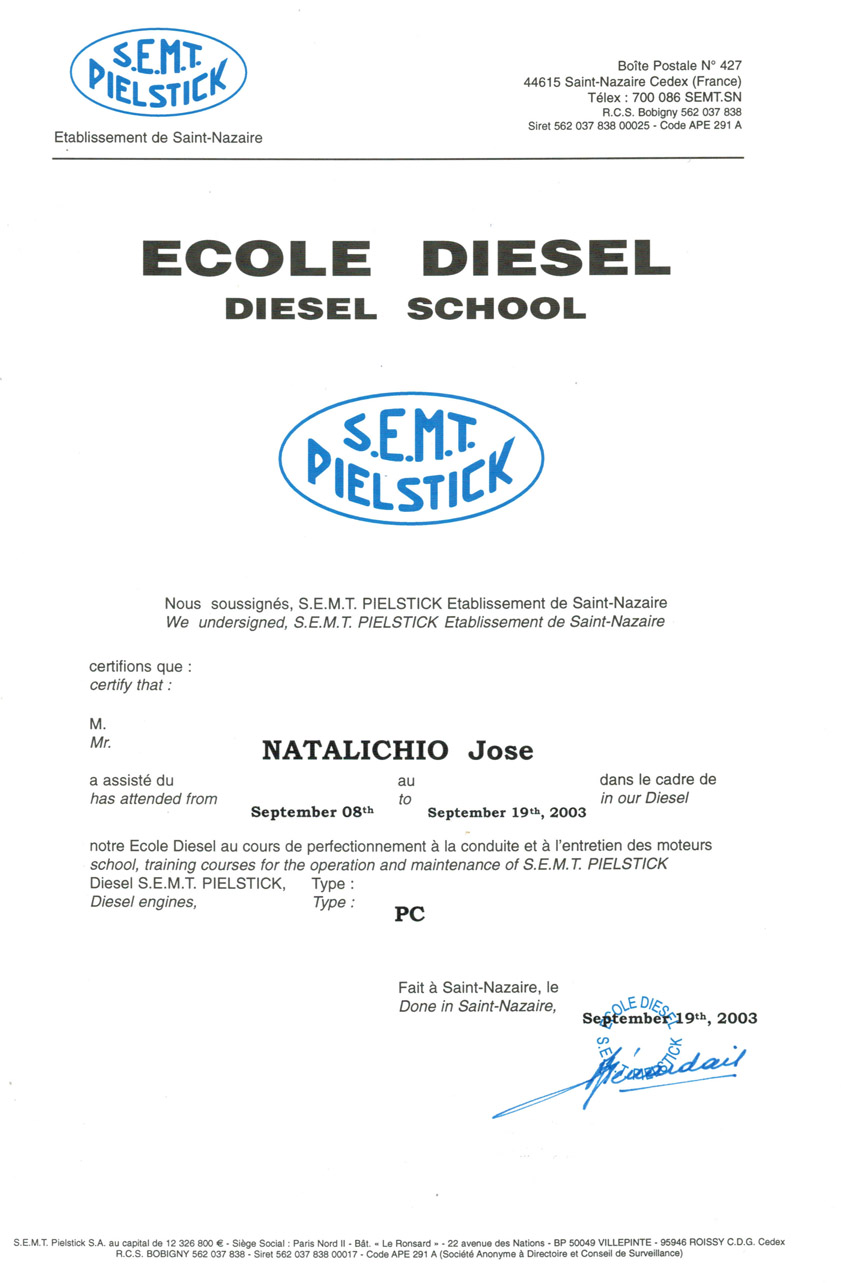 S.E.M.T.
PIELSTICK
Etablissement de Saint-Nazaire
Boîte Postale N° 427
44615 Saint-Nazaire Cedex (France)
Télex : 700 086 SEMT.SN
R.C.S. Bobigny 562 037 838
Siret 562 037 838 00025 - Code APE 291 A
ECOLE DIESEL
DIESEL SCHOOL
S.E.M.T.
PIELSTICK
Nous soussignés, S.E.M.T. PIELSTICK Etablissement de Saint-Nazaire
We undersigned, S.E.M.T. PIELSTICK Etablissement de Saint-Nazaire
certifions que :
certify that :
M.
Mr.
NATALICHIO Jose
a assisté du au dans le cadre de
has attended from to in our Diesel
September 08th September 19th, 2003
notre Ecole Diesel au cours de perfectionnement à la conduite et à l'entretien des moteurs
school, training courses for the operation and maintenance of S.E.M.T. PIELSTICK
Diesel S.E.M.T. PIELSTICK, Type :
Diesel engines, Type :
PC
Fait à Saint-Nazaire, le
Done in Saint-Nazaire,
September 19th, 2003
ECOLE DIESEL
S.E.M.T. Pielstick S.A. au capital de 12 326 800 € - Siège Social : Paris Nord II - Bât. « Le Ronsard » - 22 avenue des Nations - BP 50049 VILLEPINTE - 95946 ROISSY C.D.G. Cedex
R.C.S. BOBIGNY 562 037 838 - Siret 562 037 838 00017 - Code APE 291 A (Société Anonyme à Directoire et Conseil de Surveillance)